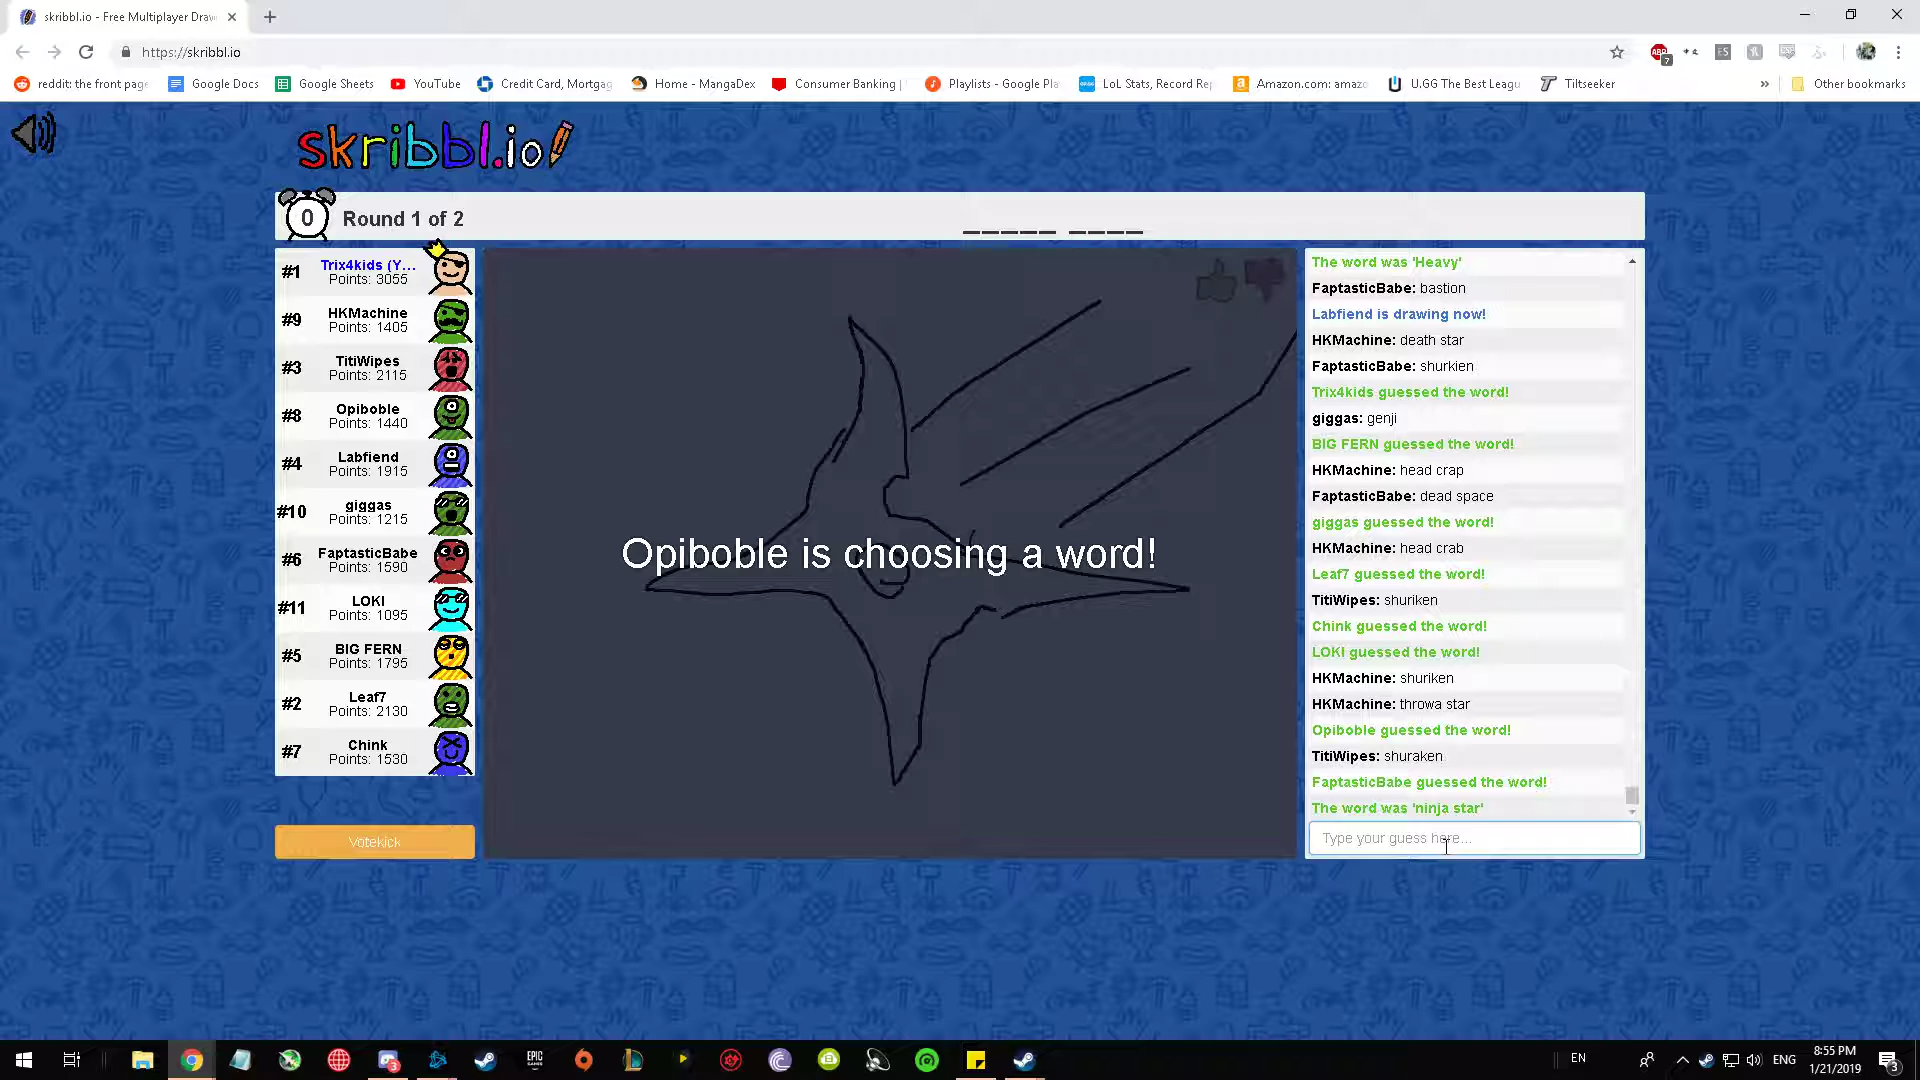 skribbl.io - Free Multiplayer Draw
https://skribbl.io
ABP
7
ES
reddit: the front page
Google Docs
Google Sheets
YouTube
Credit Card, Mortgag
Home - MangaDex
Consumer Banking |
Playlists - Google Pla
LoL Stats, Record Re
Amazon.com: amazo
U.GG The Best Leagu
Tiltseeker
»
Other bookmarks
skribbl.io
0
Round 1 of 2
_____ ____
#1
Trix4kids (Y...
Points: 3055
#9
HKMachine
Points: 1405
#3
TitiWipes
Points: 2115
#8
Opiboble
Points: 1440
#4
Labfiend
Points: 1915
#10
giggas
Points: 1215
#6
FaptasticBabe
Points: 1590
#11
LOKI
Points: 1095
#5
BIG FERN
Points: 1795
#2
Leaf7
Points: 2130
#7
Chink
Points: 1530
Votekick
Opiboble is choosing a word!
The word was 'Heavy'
FaptasticBabe: bastion
Labfiend is drawing now!
HKMachine: death star
FaptasticBabe: shurkien
Trix4kids guessed the word!
giggas: genji
BIG FERN guessed the word!
HKMachine: head crap
FaptasticBabe: dead space
giggas guessed the word!
HKMachine: head crab
Leaf7 guessed the word!
TitiWipes: shuriken
Chink guessed the word!
LOKI guessed the word!
HKMachine: shuriken
HKMachine: throwa star
Opiboble guessed the word!
TitiWipes: shuraken
FaptasticBabe guessed the word!
The word was 'ninja star'
Type your guess here...
EPIC
GAMES
3
EN
ENG
8:55 PM
1/21/2019
3